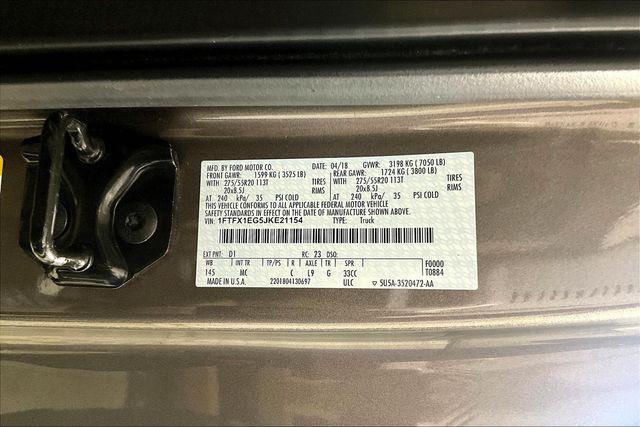 MFD. BY FORD MOTOR CO. DATE: 04/18 GVWR: 3198 KG ( 7050 LB)
FRONT GAWR: 1599 KG ( 3525 LB) REAR GAWR: 1724 KG ( 3800 LB)
WITH 275/55R20 113T TIRES WITH 275/55R20 113T TIRES
20x8.5J RIMS 20x8.5J RIMS
AT 240 kPa/ 35 PSI COLD AT 240 kPa/ 35 PSI COLD
THIS VEHICLE CONFORMS TO ALL APPLICABLE FEDERAL MOTOR VEHICLE
SAFETY STANDARDS IN EFFECT ON THE DATE OF MANUFACTURE SHOWN ABOVE.
VIN: 1FTFX1EG5JKE21154 TYPE: Truck
EXT PNT: D1 RC: 23 DSO:
WB INT TR TP/PS R AXLE TR SPR F0000
145 MC C L9 G 33CC T0884
MADE IN U.S.A. 2201804130697 ULC 5U5A-3520472-AA